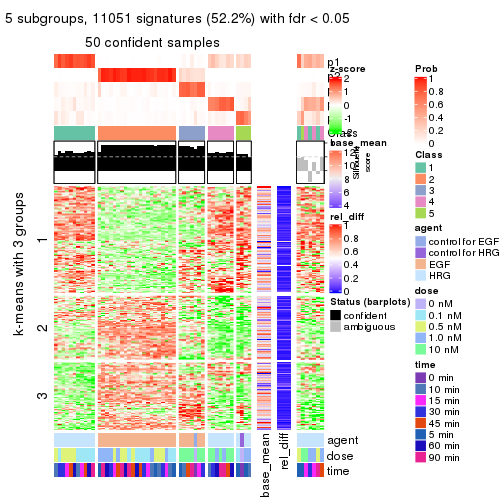 5 subgroups, 11051 signatures (52.2%) with fdr < 0.05
50 confident samples
p1
Class
Silhouette
score
k-means with 3 groups
1
2
3
agent
dose
time
base_mean
rel_diff
z-score
2
1
0
-1
-2
base_mean
12
10
8
6
4
rel_diff
1
0.8
0.6
0.4
0.2
0
Status (barplots)
confident
ambiguous
Prob
1
0.8
0.6
0.4
0.2
0
Class
1
2
3
4
5
agent
control for EGF
control for HRG
EGF
HRG
dose
0 nM
0.1 nM
0.5 nM
1.0 nM
10 nM
time
0 min
10 min
15 min
30 min
45 min
5 min
60 min
90 min